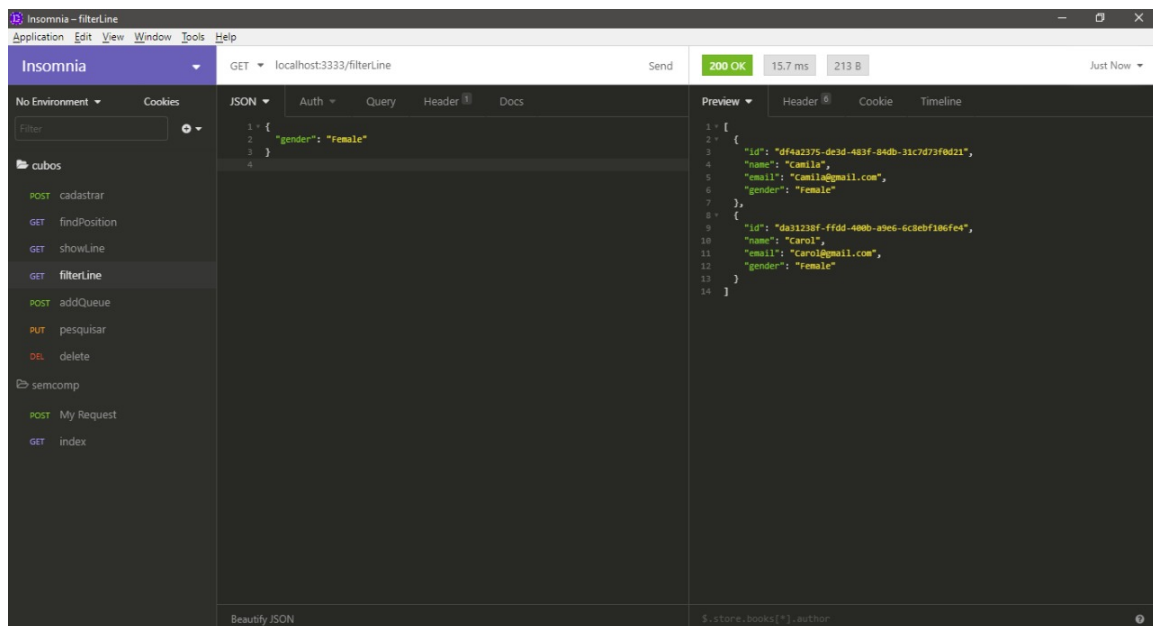 Insomnia – filterLine
Application Edit View Window Tools Help
Insomnia
GET localhost:3333/filterLine Send
200 OK 15.7 ms 213 B Just Now
No Environment Cookies
JSON Auth Query Header 1 Docs
Preview Header 6 Cookie Timeline
Filter
cubos
POST cadastrar
GET findPosition
GET showLine
GET filterLine
POST addQueue
PUT pesquisar
DEL delete
semcomp
POST My Request
GET index
1 {
2 "gender": "Female"
3 }
4
Beautify JSON
1 [
2 {
3 "id": "df4a2375-de3d-483f-84db-31c7d73f0d21",
4 "name": "Camila",
5 "email": "Camila@gmail.com",
6 "gender": "Female"
7 },
8 {
9 "id": "da31238f-ffdd-400b-a9e6-6c8ebf106fe4",
10 "name": "Carol",
11 "email": "Carol@gmail.com",
12 "gender": "Female"
13 }
14 ]
$.store.books[*].author